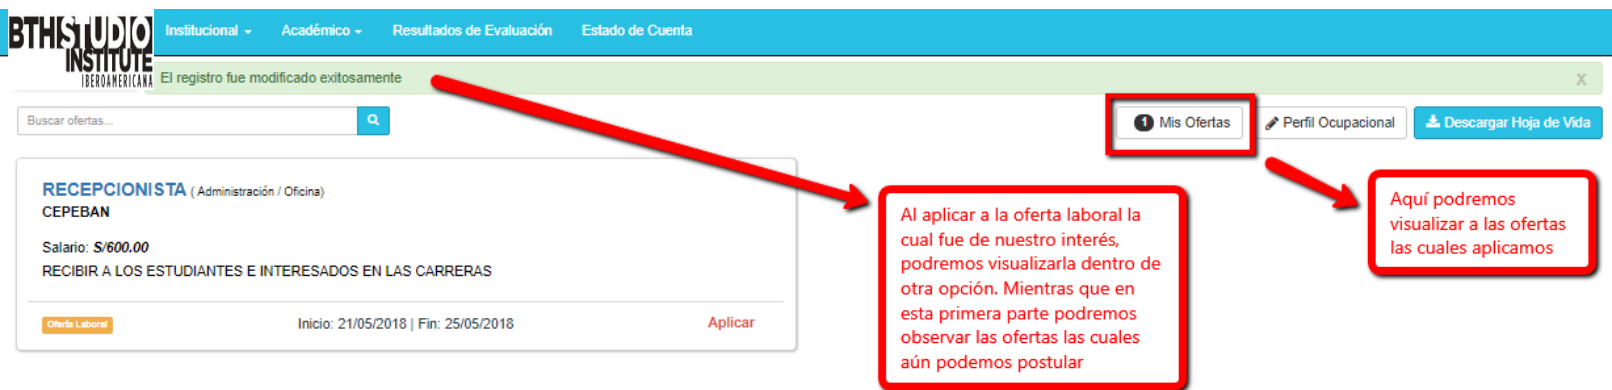 BTHSTUDIO
INSTITUTE
IBEROAMERICANA
Institucional Académico Resultados de Evaluación Estado de Cuenta
El registro fue modificado exitosamente X
Buscar ofertas...
1 Mis Ofertas Perfil Ocupacional Descargar Hoja de Vida
RECEPCIONISTA ( Administración / Oficina)
CEPEBAN
Salario: S/600.00
RECIBIR A LOS ESTUDIANTES E INTERESADOS EN LAS CARRERAS
Oferta Laboral Inicio: 21/05/2018 | Fin: 25/05/2018 Aplicar
Al aplicar a la oferta laboral la
cual fue de nuestro interés,
podremos visualizarla dentro de
otra opción. Mientras que en
esta primera parte podremos
observar las ofertas las cuales
aún podemos postular
Aquí podremos
visualizar a las ofertas
las cuales aplicamos